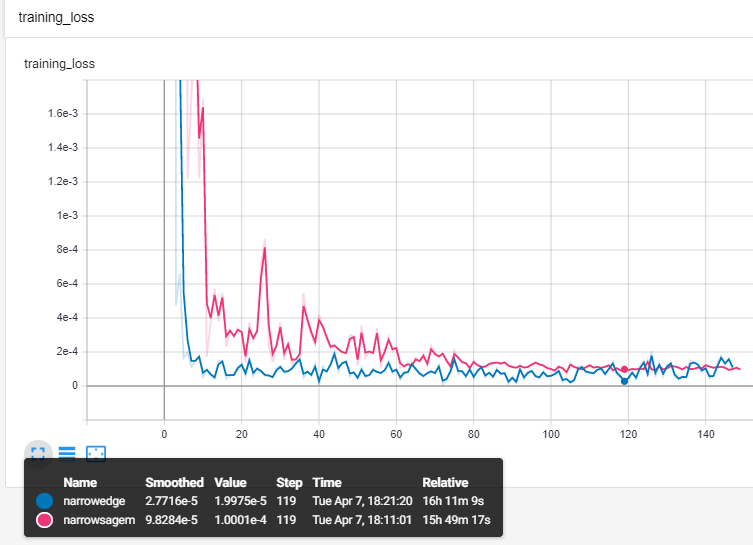 training_loss
training_loss
1.6e-3
1.4e-3
1.2e-3
1e-3
8e-4
6e-4
4e-4
2e-4
0
0 20 40 60 80 100 120 140
Name Smoothed Value Step Time Relative
narrowedge 2.7716e-5 1.9975e-5 119 Tue Apr 7, 18:21:20 16h 11m 9s
narrowsagem 9.8284e-5 1.0001e-4 119 Tue Apr 7, 18:11:01 15h 49m 17s